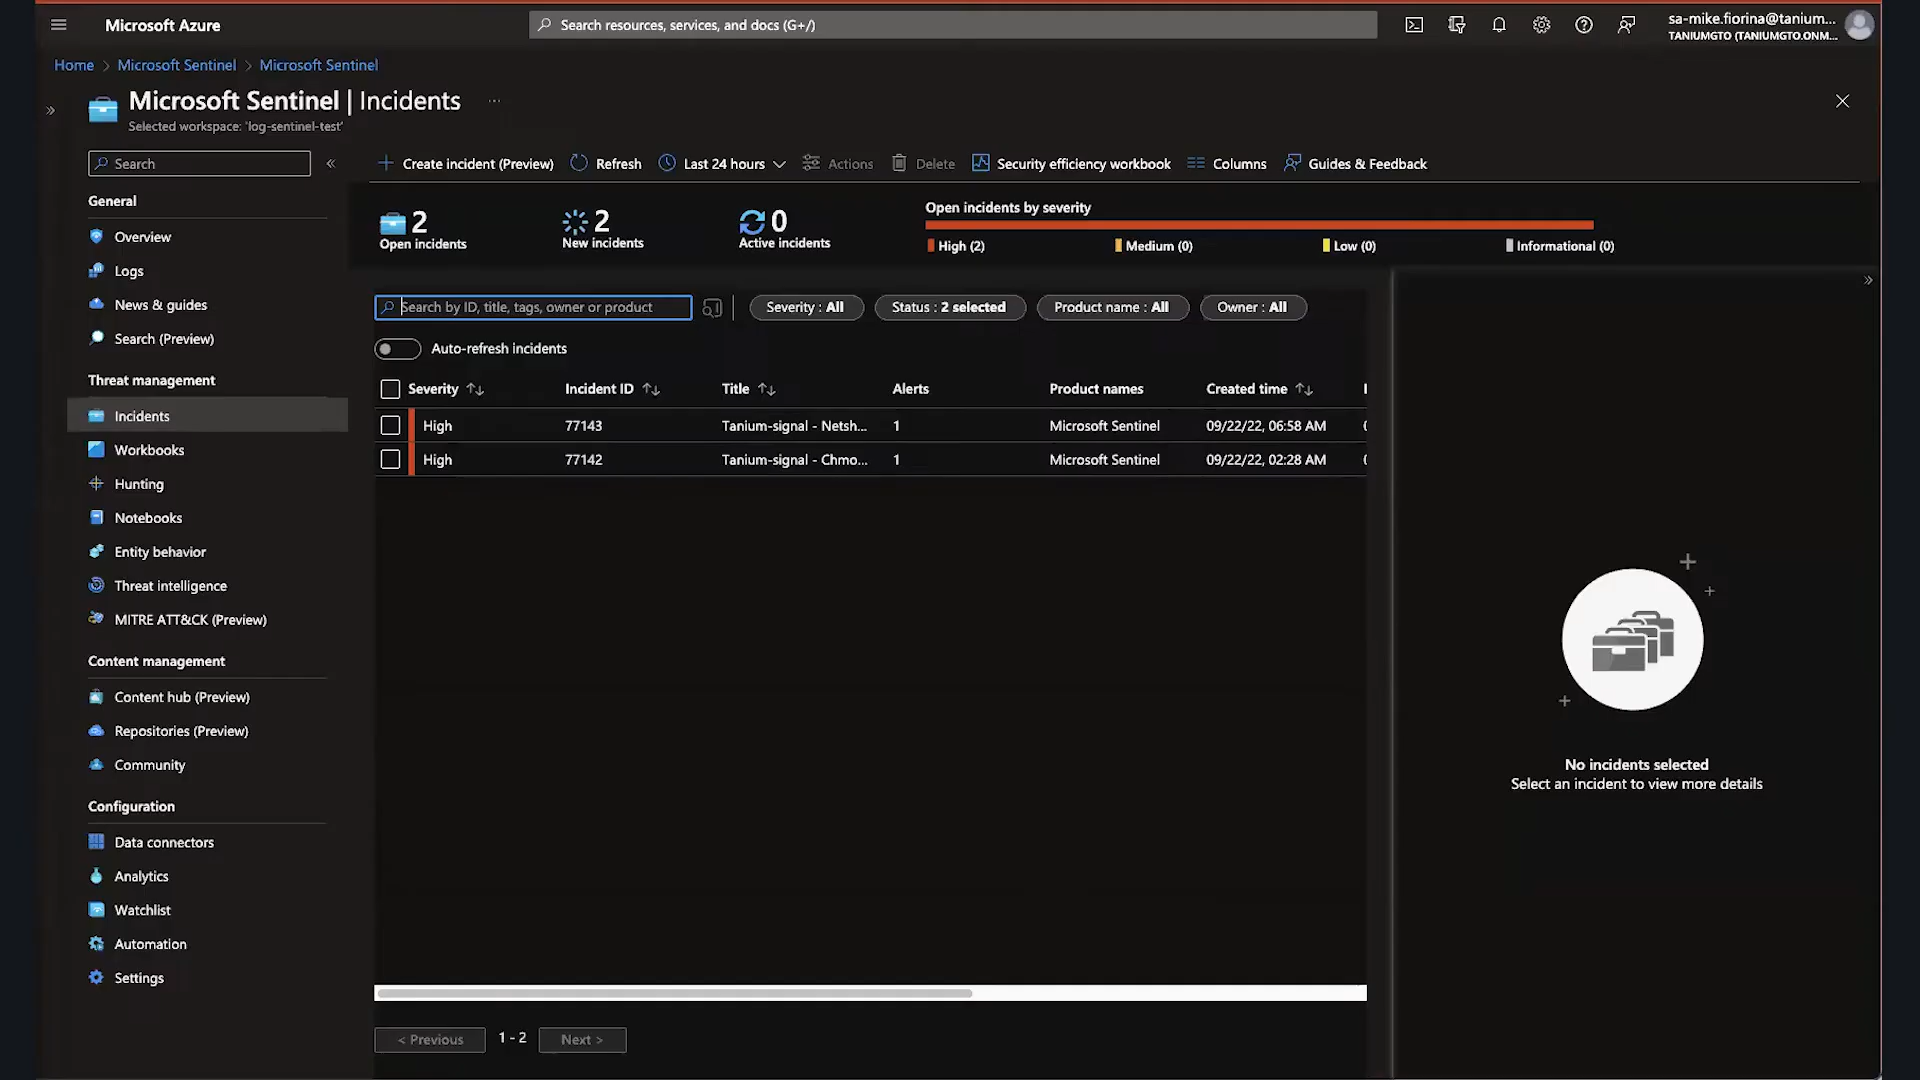 Microsoft Azure
Search resources, services, and docs (G+/)
sa-mike.fiorina@tanium...
TANIUMGTO (TANIUMGTO.ONM...
Home > Microsoft Sentinel > Microsoft Sentinel
Microsoft Sentinel | Incidents ...
Selected workspace: 'log-sentinel-test'
Search
General
Overview
Logs
News & guides
Search (Preview)
Threat management
Incidents
Workbooks
Hunting
Notebooks
Entity behavior
Threat intelligence
MITRE ATT&CK (Preview)
Content management
Content hub (Preview)
Repositories (Preview)
Community
Configuration
Data connectors
Analytics
Watchlist
Automation
Settings
Create incident (Preview) Refresh Last 24 hours Actions Delete Security efficiency workbook Columns Guides & Feedback
2 Open incidents
2 New incidents
0 Active incidents
Open incidents by severity
High (2) Medium (0) Low (0) Informational (0)
Search by ID, title, tags, owner or product
Severity : All Status : 2 selected Product name : All Owner : All
Auto-refresh incidents
Severity Incident ID Title Alerts Product names Created time
High 77143 Tanium-signal - Netsh... 1 Microsoft Sentinel 09/22/22, 06:58 AM
High 77142 Tanium-signal - Chmo... 1 Microsoft Sentinel 09/22/22, 02:28 AM
< Previous 1 - 2 Next >
No incidents selected
Select an incident to view more details